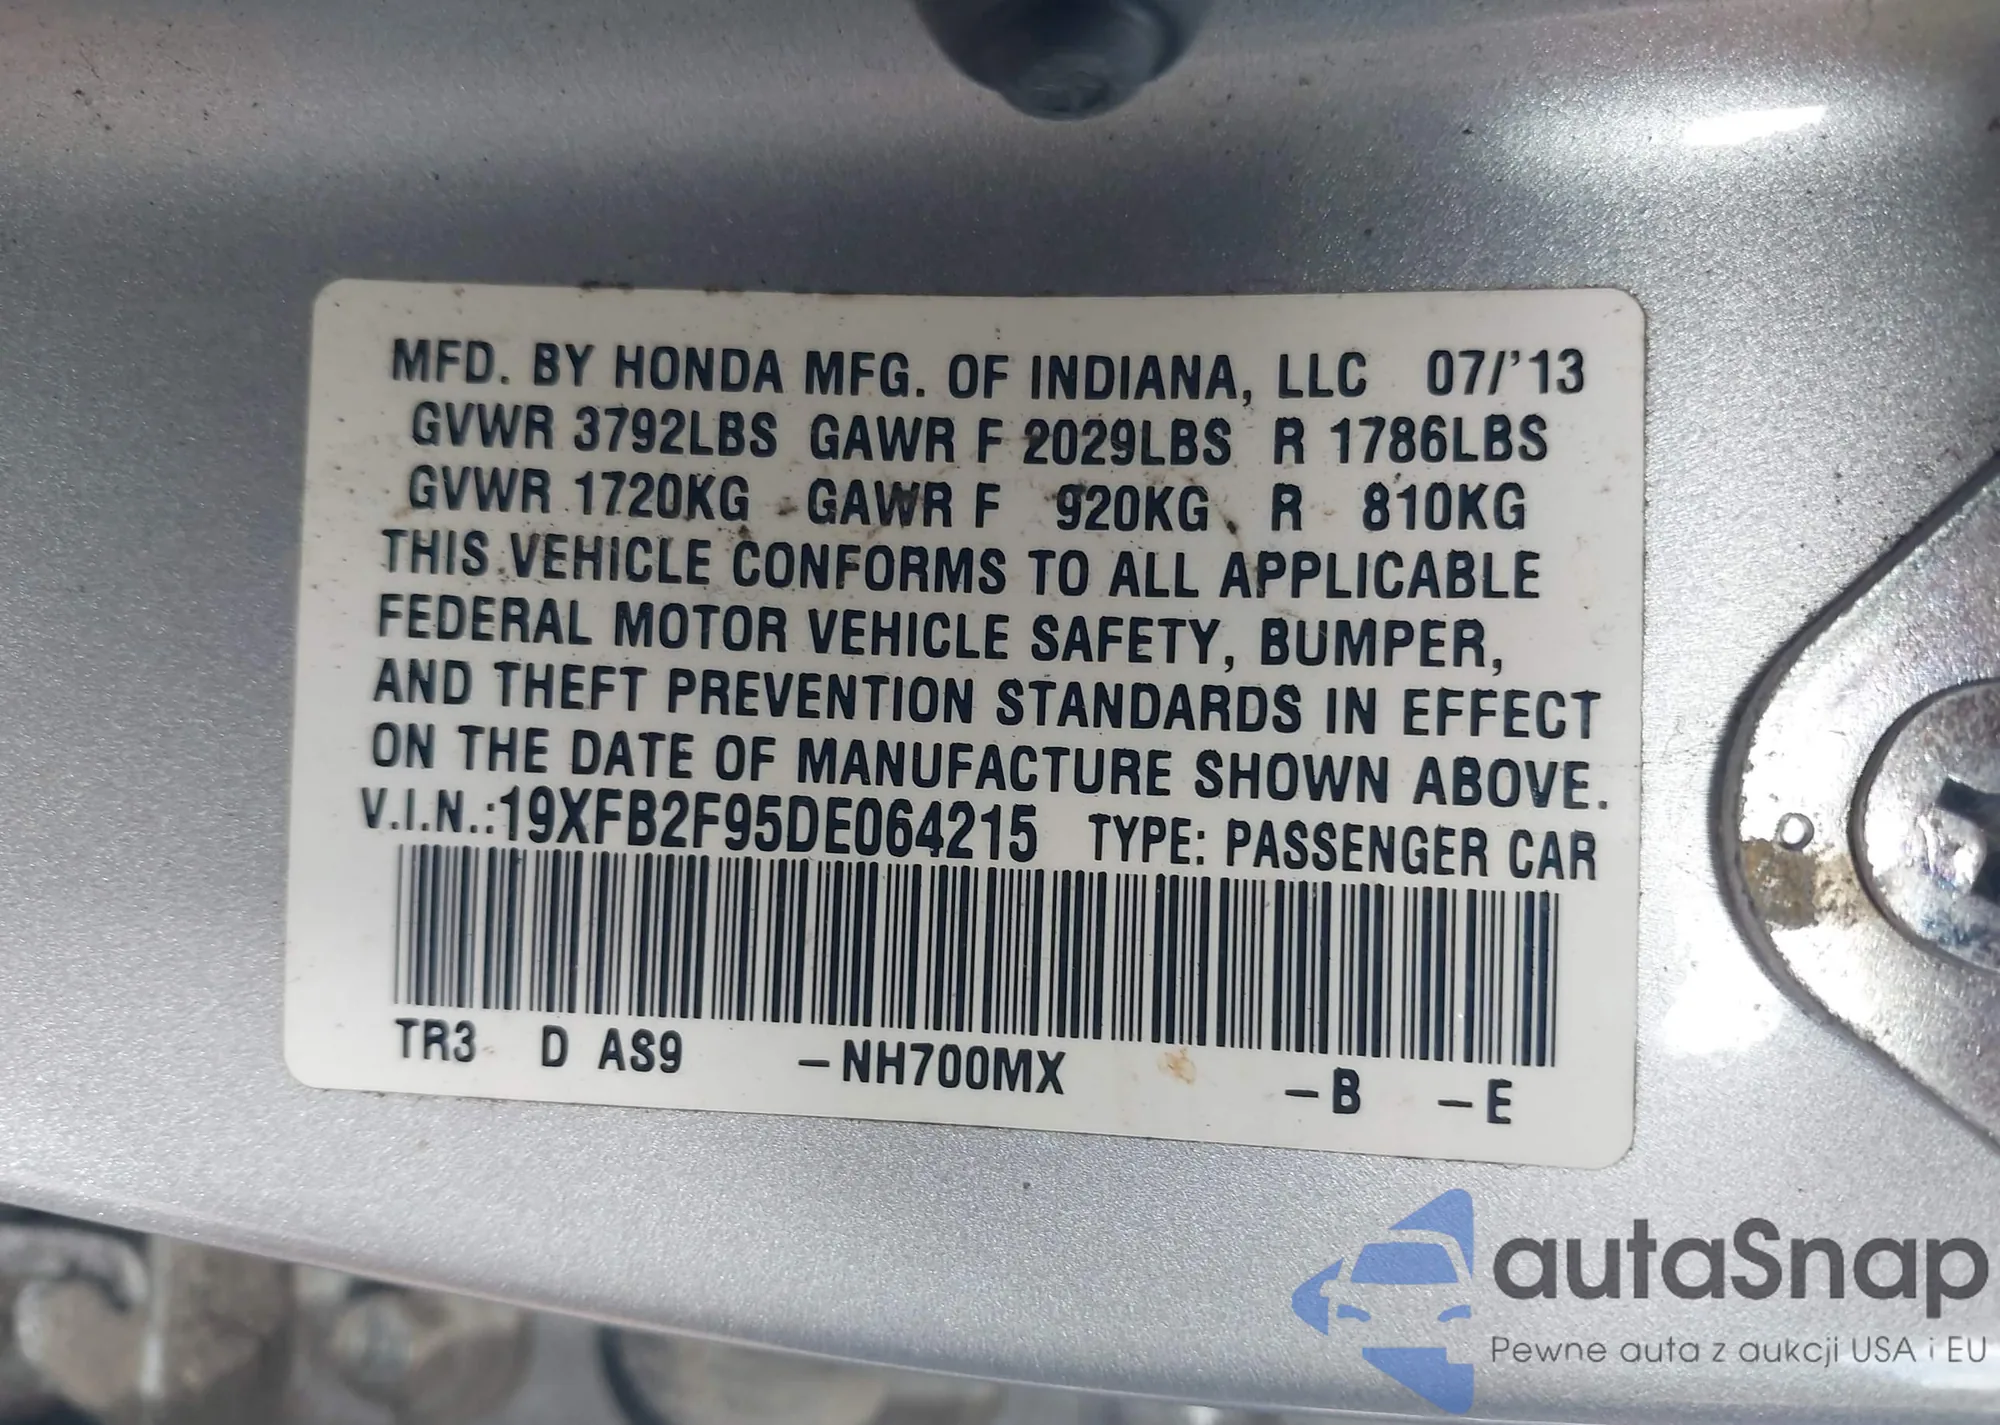 MFD. BY HONDA MFG. OF INDIANA, LLC 07/'13
GVWR 3792LBS GAWR F 2029LBS R 1786LBS
GVWR 1720KG GAWR F 920KG R 810KG
THIS VEHICLE CONFORMS TO ALL APPLICABLE
FEDERAL MOTOR VEHICLE SAFETY, BUMPER,
AND THEFT PREVENTION STANDARDS IN EFFECT
ON THE DATE OF MANUFACTURE SHOWN ABOVE.
V.I.N.:19XFB2F95DE064215 TYPE: PASSENGER CAR
TR3 D AS9 –NH700MX –B –E
autaSnap
Pewne auta z aukcji USA i EU